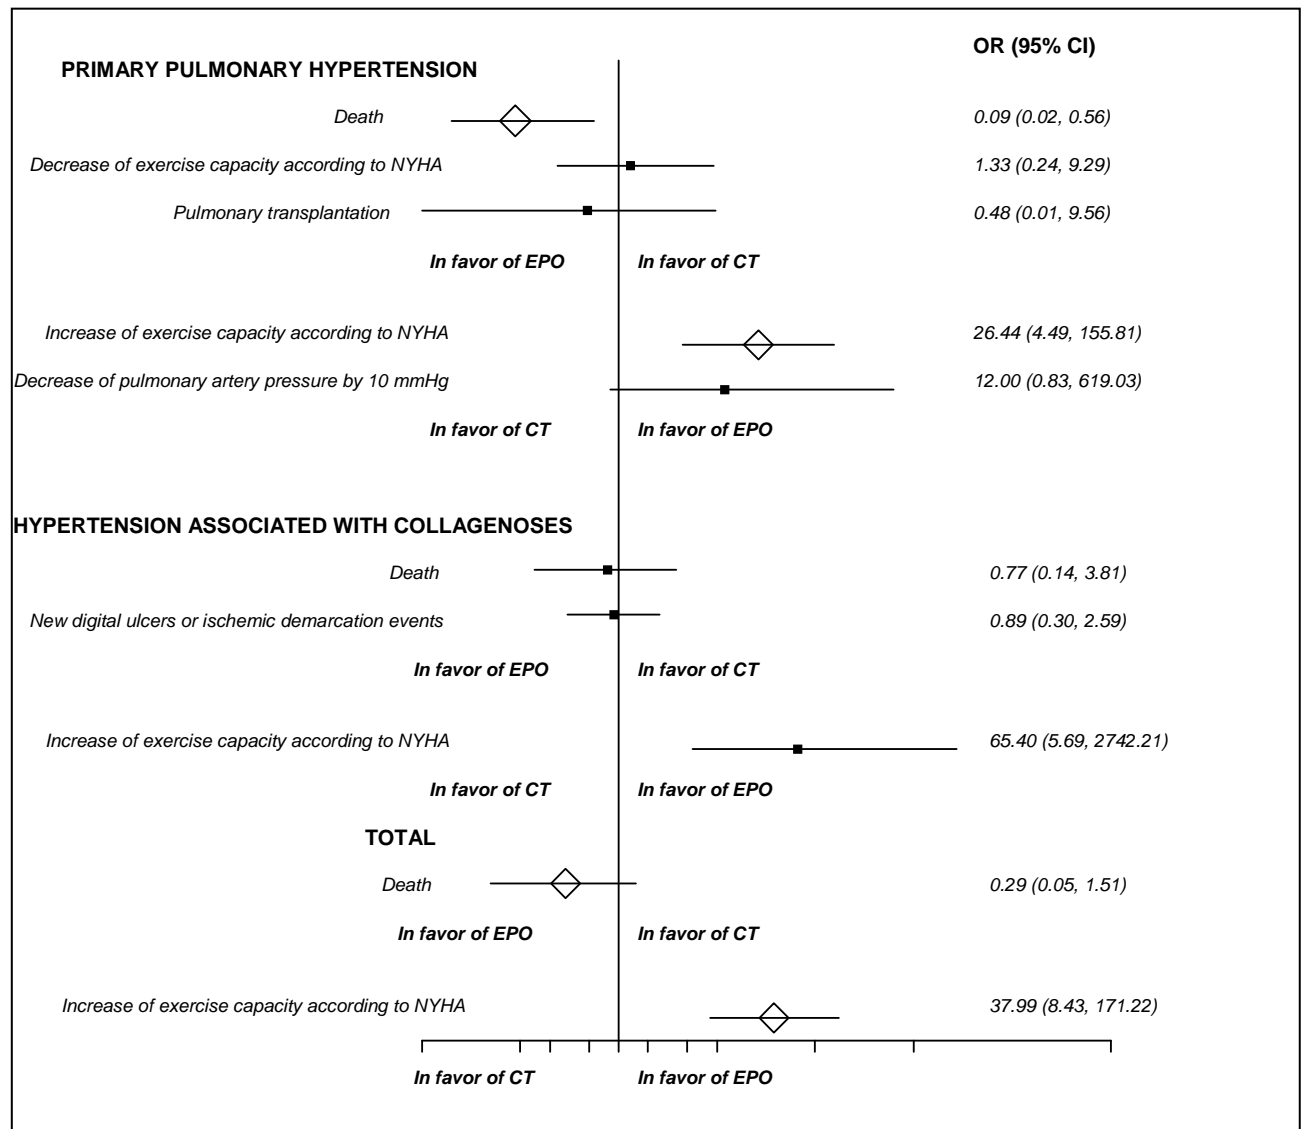 OR (95% CI)
PRIMARY PULMONARY HYPERTENSION
Death 0.09 (0.02, 0.56)
Decrease of exercise capacity according to NYHA 1.33 (0.24, 9.29)
Pulmonary transplantation 0.48 (0.01, 9.56)
In favor of EPO In favor of CT
Increase of exercise capacity according to NYHA 26.44 (4.49, 155.81)
Decrease of pulmonary artery pressure by 10 mmHg 12.00 (0.83, 619.03)
In favor of CT In favor of EPO
HYPERTENSION ASSOCIATED WITH COLLAGENOSES
Death 0.77 (0.14, 3.81)
New digital ulcers or ischemic demarcation events 0.89 (0.30, 2.59)
In favor of EPO In favor of CT
Increase of exercise capacity according to NYHA 65.40 (5.69, 2742.21)
In favor of CT In favor of EPO
TOTAL
Death 0.29 (0.05, 1.51)
In favor of EPO In favor of CT
Increase of exercise capacity according to NYHA 37.99 (8.43, 171.22)
In favor of CT In favor of EPO